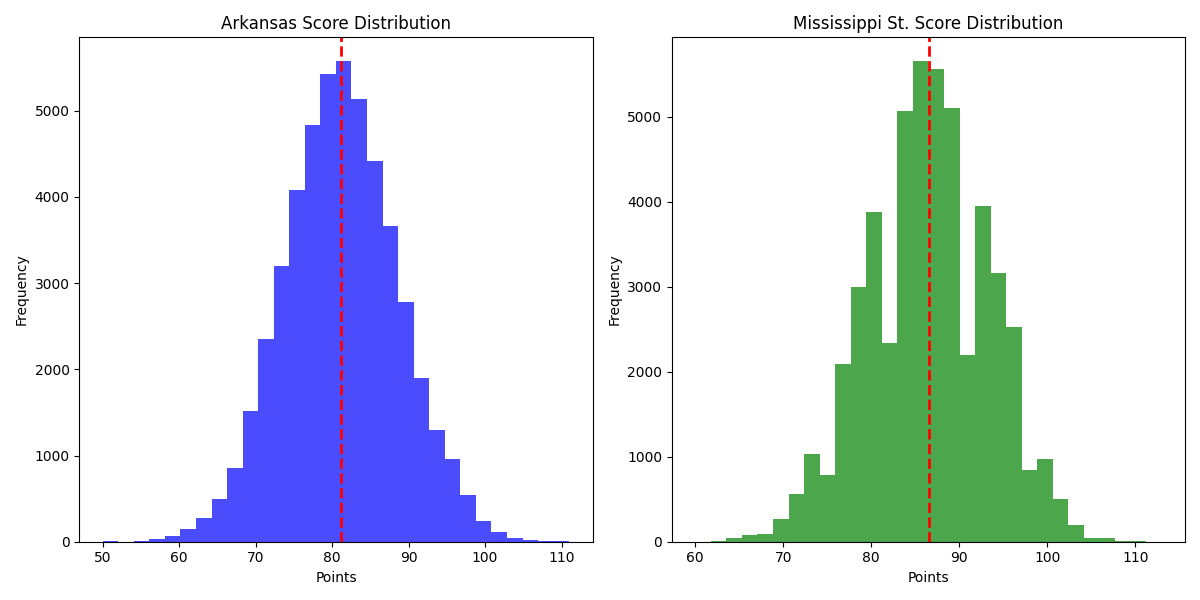 Arkansas Score Distribution
Frequency
5000
4000
3000
2000
1000
0
50 60 70 80 90 100 110
Points
Mississippi St. Score Distribution
Frequency
5000
4000
3000
2000
1000
0
60 70 80 90 100 110
Points